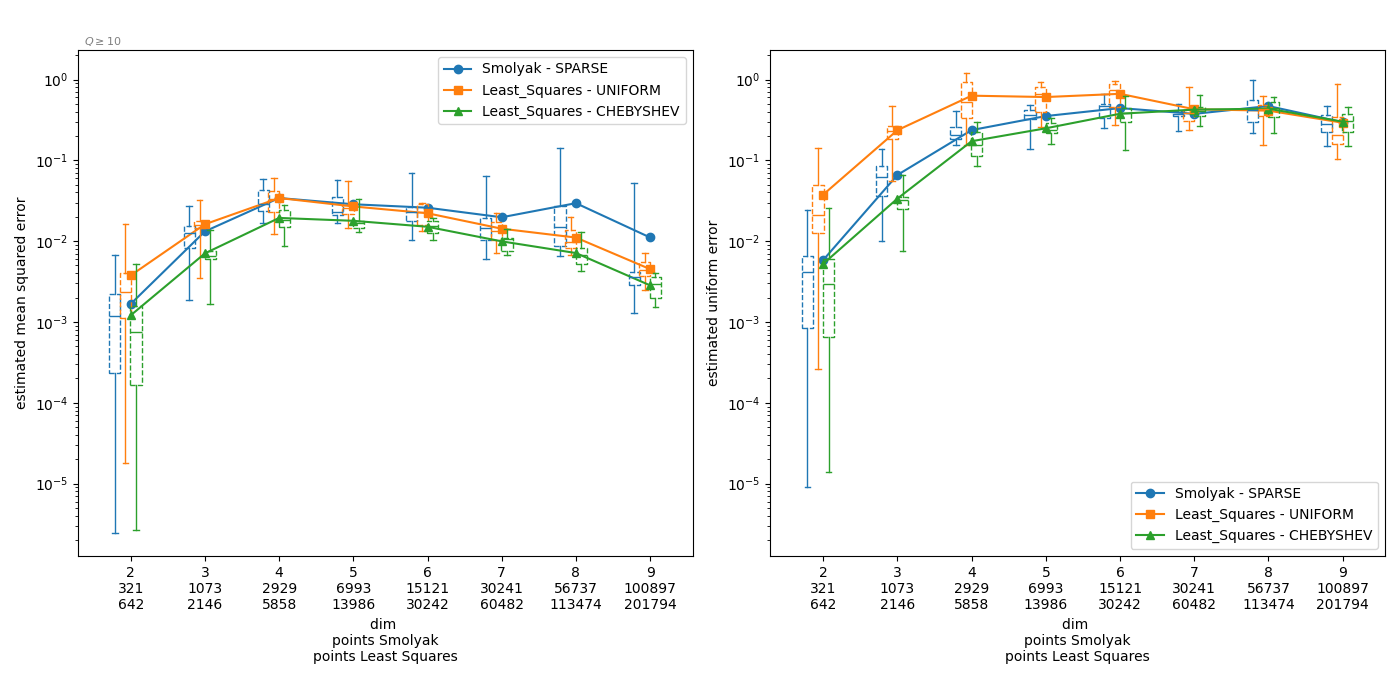 Q ≥ 10
estimated mean squared error
10⁰
10⁻¹
10⁻²
10⁻³
10⁻⁴
10⁻⁵
Smolyak - SPARSE
Least_Squares - UNIFORM
Least_Squares - CHEBYSHEV
2 3 4 5 6 7 8 9
321 1073 2929 6993 15121 30241 56737 100897
642 2146 5858 13986 30242 60482 113474 201794
dim
points Smolyak
points Least Squares
estimated uniform error
10⁰
10⁻¹
10⁻²
10⁻³
10⁻⁴
10⁻⁵
Smolyak - SPARSE
Least_Squares - UNIFORM
Least_Squares - CHEBYSHEV
2 3 4 5 6 7 8 9
321 1073 2929 6993 15121 30241 56737 100897
642 2146 5858 13986 30242 60482 113474 201794
dim
points Smolyak
points Least Squares